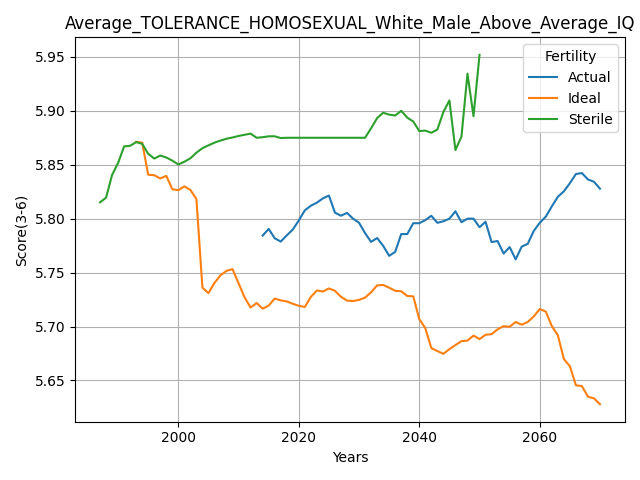 Average_TOLERANCE_HOMOSEXUAL_White_Male_Above_Average_IQ
Fertility
Actual
Ideal
Sterile
5.95
5.90
5.85
5.80
5.75
5.70
5.65
Score(3-6)
2000
2020
2040
2060
Years